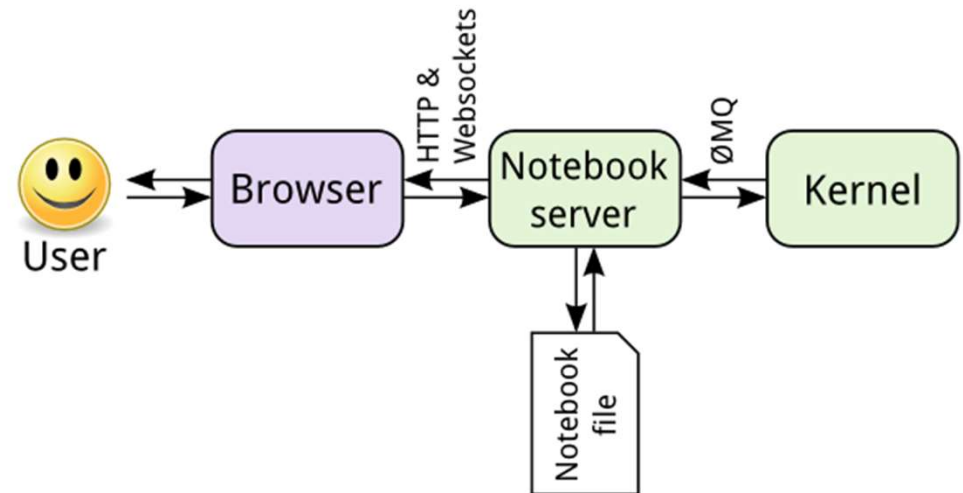 User
Browser
HTTP &
Websockets
Notebook
server
ØMQ
Kernel
Notebook
file